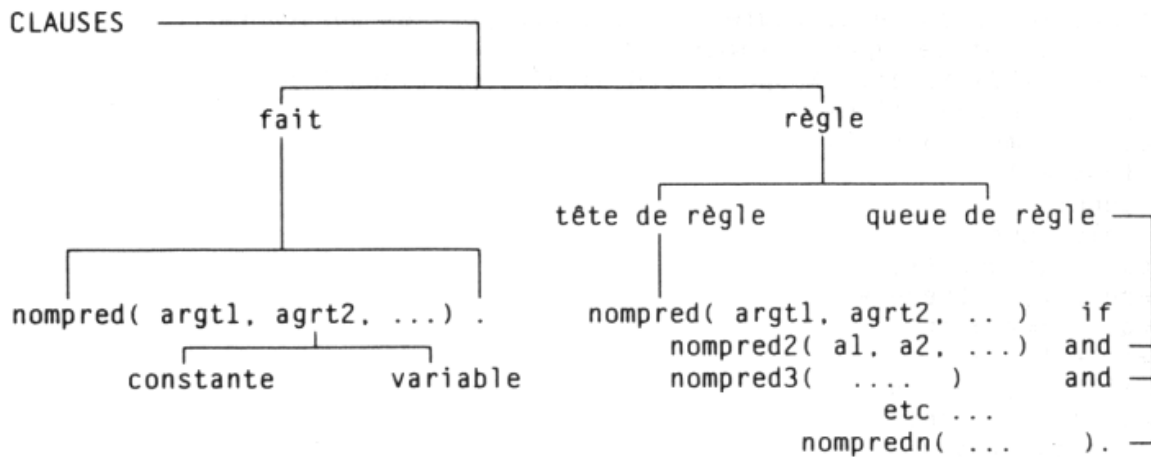 CLAUSES
fait règle
tête de règle queue de règle
nompred( argt1, agrt2, ...) . nompred( argt1, agrt2, .. ) if
nompred2( a1, a2, ...) and
constante variable nompred3( .... ) and
etc ...
nompredn( ... ).